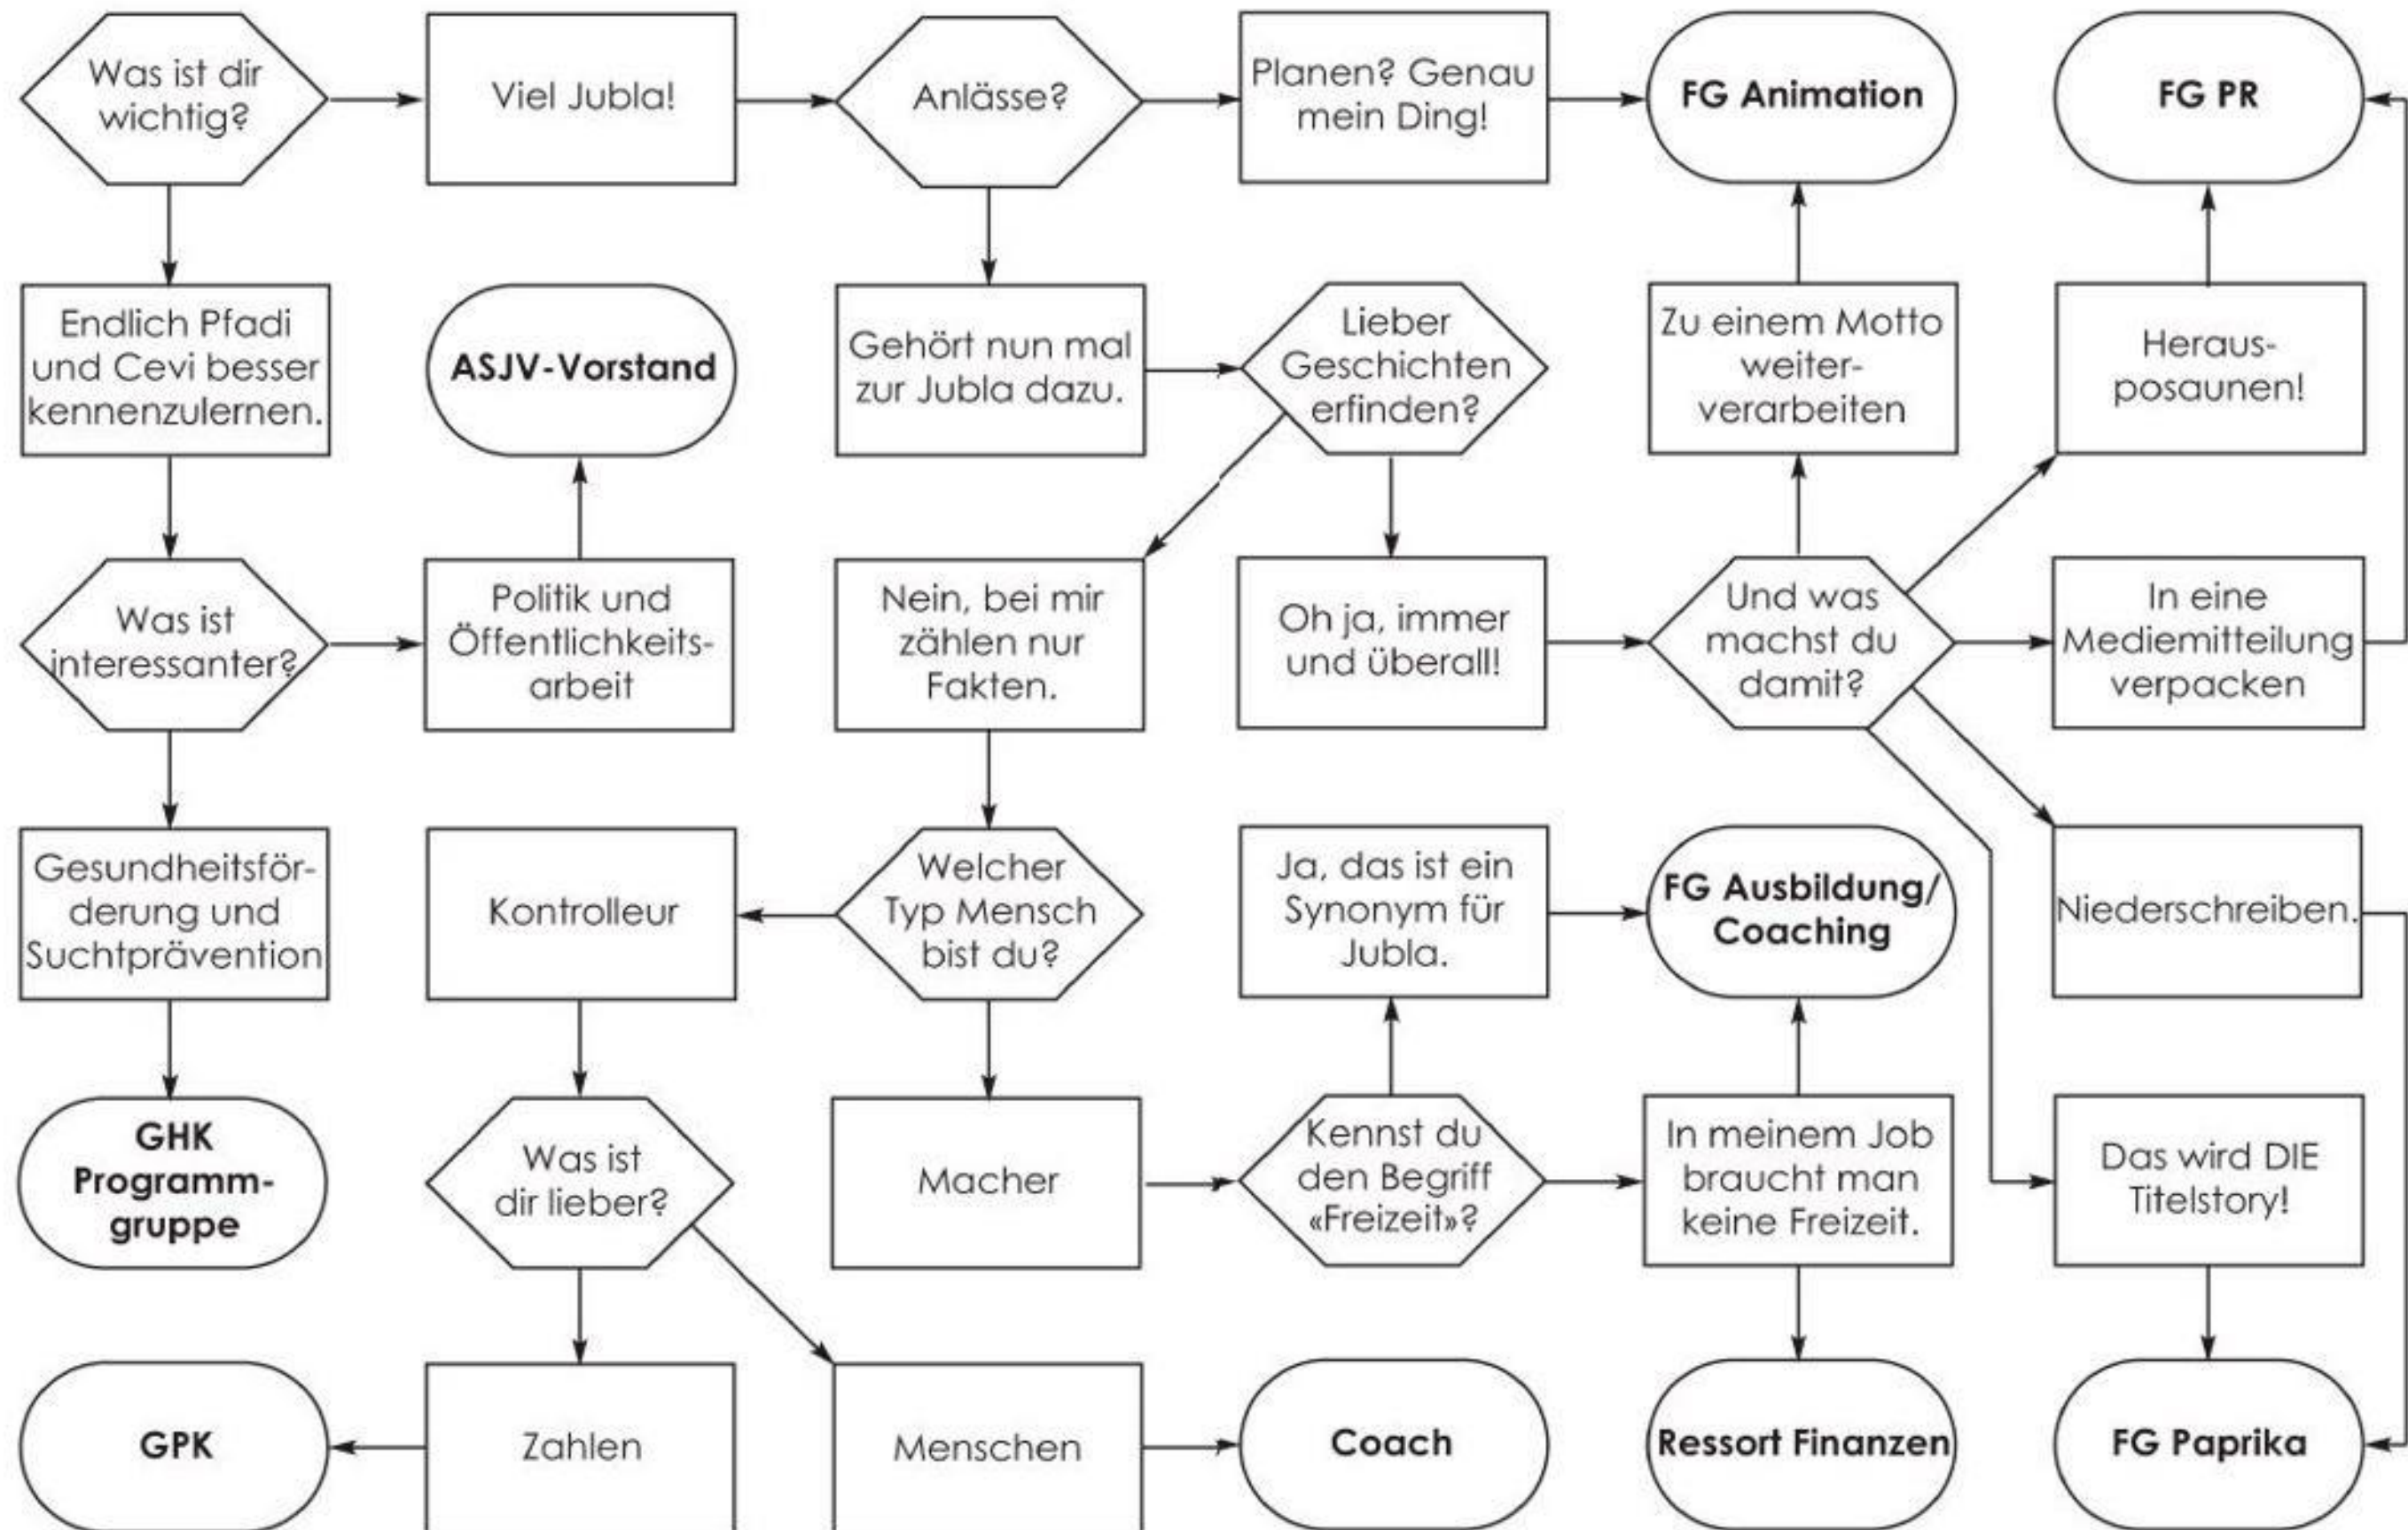 Was ist dir
wichtig?
Viel Jubla!
Anlässe?
Planen? Genau
mein Ding!
FG Animation
FG PR
Endlich Pfadi
und Cevi besser
kennenzulernen.
ASJV-Vorstand
Gehört nun mal
zur Jubla dazu.
Lieber
Geschichten
erfinden?
Zu einem Motto
weiter-
verarbeiten
Heraus-
posaunen!
Was ist
interessanter?
Politik und
Öffentlichkeits-
arbeit
Nein, bei mir
zählen nur
Fakten.
Oh ja, immer
und überall!
Und was
machst du
damit?
In eine
Mediemitteilung
verpacken
Gesundheitsför-
derung und
Suchtprävention
Kontrolleur
Welcher
Typ Mensch
bist du?
Ja, das ist ein
Synonym für
Jubla.
FG Ausbildung/
Coaching
Niederschreiben.
GHK
Programm-
gruppe
Was ist
dir lieber?
Macher
Kennst du
den Begriff
«Freizeit»?
In meinem Job
braucht man
keine Freizeit.
Das wird DIE
Titelstory!
GPK
Zahlen
Menschen
Coach
Ressort Finanzen
FG Paprika